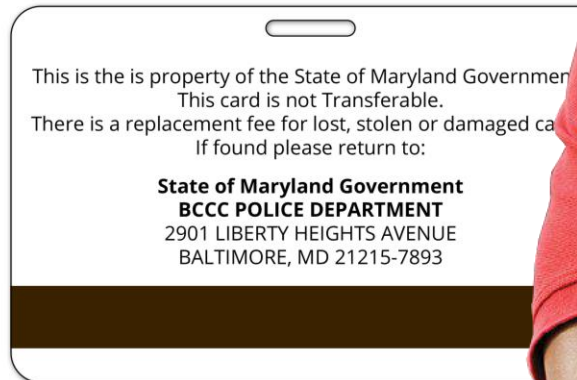 This is the is property of the State of Maryland Governmen
This card is not Transferable.
There is a replacement fee for lost, stolen or damaged ca
If found please return to:
State of Maryland Government
BCCC POLICE DEPARTMENT
2901 LIBERTY HEIGHTS AVENUE
BALTIMORE, MD 21215-7893